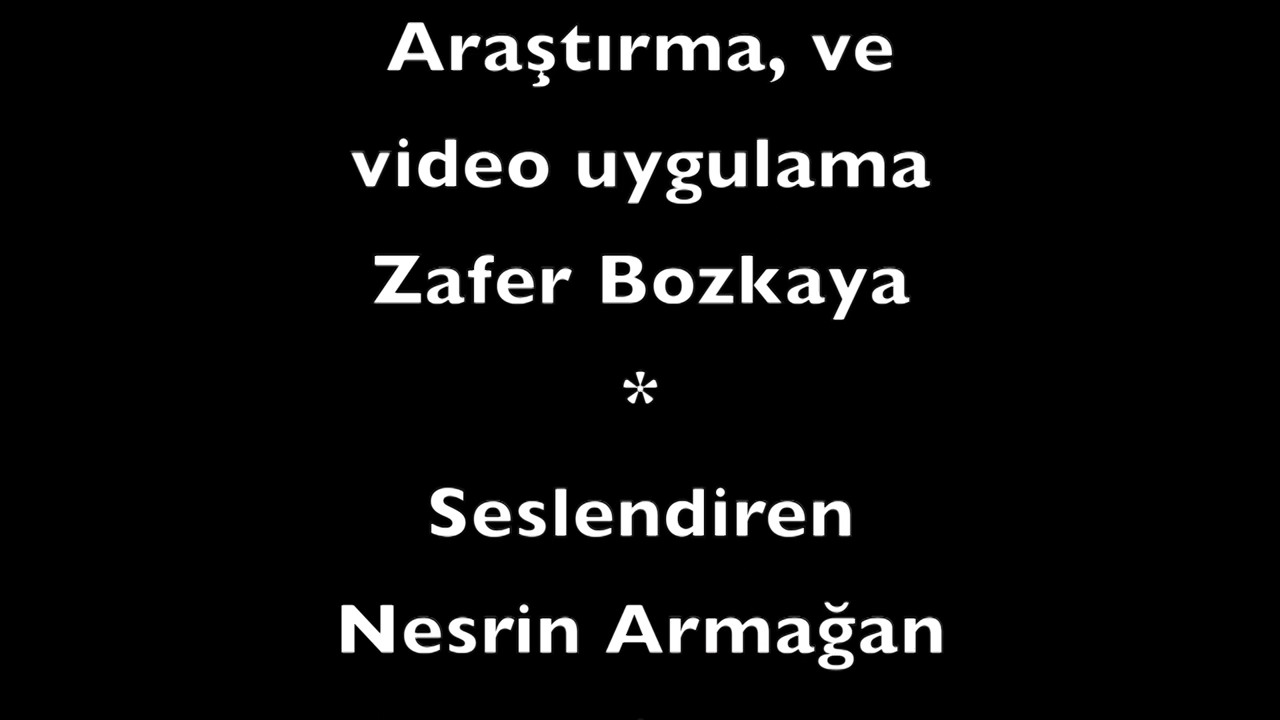 Araştırma, ve
video uygulama
Zafer Bozkaya
*
Seslendiren
Nesrin Armağan